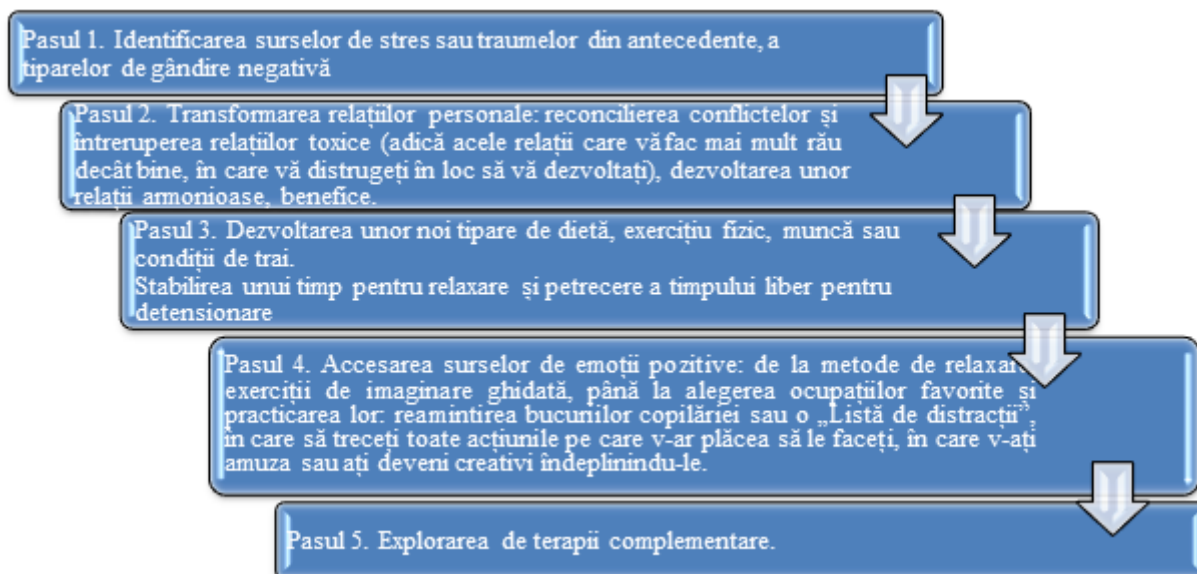 Pasul 1. Identificarea surselor de stres sau traumelor din antecedente, a
tiparelor de gândire negativă
Pasul 2. Transformarea relațiilor personale: reconcilierea conflictelor și
întreruperea relațiilor toxice (adică acele relații care vă fac mai mult rău
decât bine, în care vă distrugeți în loc să vă dezvoltați), dezvoltarea unor
relații armonioase, benefice.
Pasul 3. Dezvoltarea unor noi tipare de dietă, exercițiu fizic, muncă sau
condiții de trai.
Stabilirea unui timp pentru relaxare și petrecere a timpului liber pentru
detensionare
Pasul 4. Accesarea surselor de emoții pozitive: de la metode de
exerciții de imaginare ghidată, până la alegerea ocupațiilor favorite și
practicarea lor: reamintirea bucuriilor copilăriei sau o „Listă de distracții”,
în care să treceți toate acțiunile pe care v-ar plăcea să le faceți, în care v-ați
amuza sau ați deveni creativi îndeplinindu-le.
Pasul 5. Explorarea de terapii complementare.